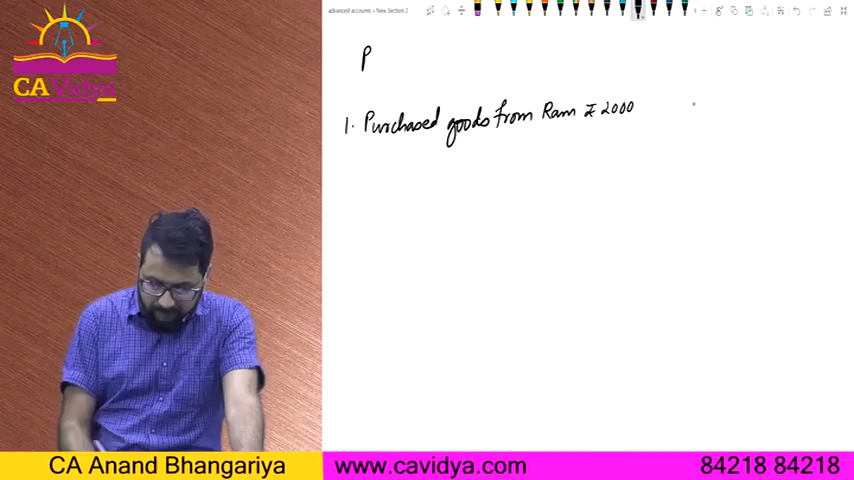 CA Vidya
advanced accounts » New Section 2
P
1. Purchased goods from Ram ₹ 2000
CA Anand Bhangariya
www.cavidya.com
84218 84218